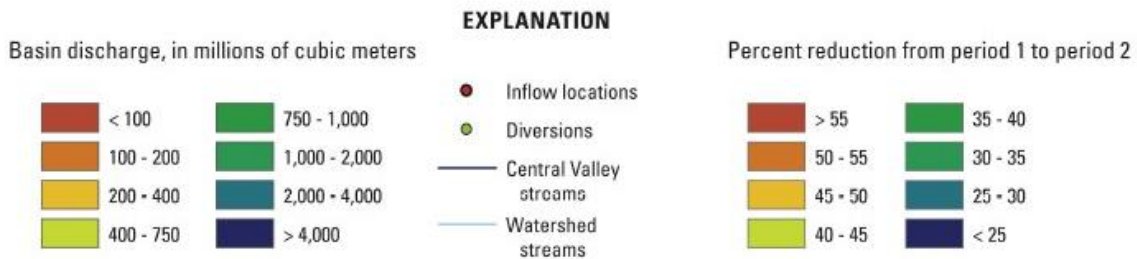 EXPLANATION
Basin discharge, in millions of cubic meters
< 100
100 - 200
200 - 400
400 - 750
750 - 1,000
1,000 - 2,000
2,000 - 4,000
> 4,000
Inflow locations
Diversions
Central Valley
streams
Watershed
streams
Percent reduction from period 1 to period 2
> 55
50 - 55
45 - 50
40 - 45
35 - 40
30 - 35
25 - 30
< 25